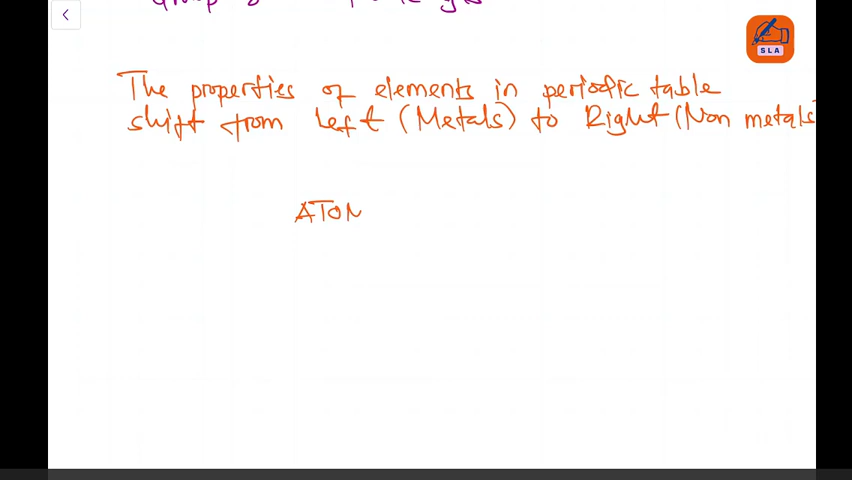 SLA
The properties of elements in periodic table
shift from Left (Metals) to Right (Non metals)
ATOM